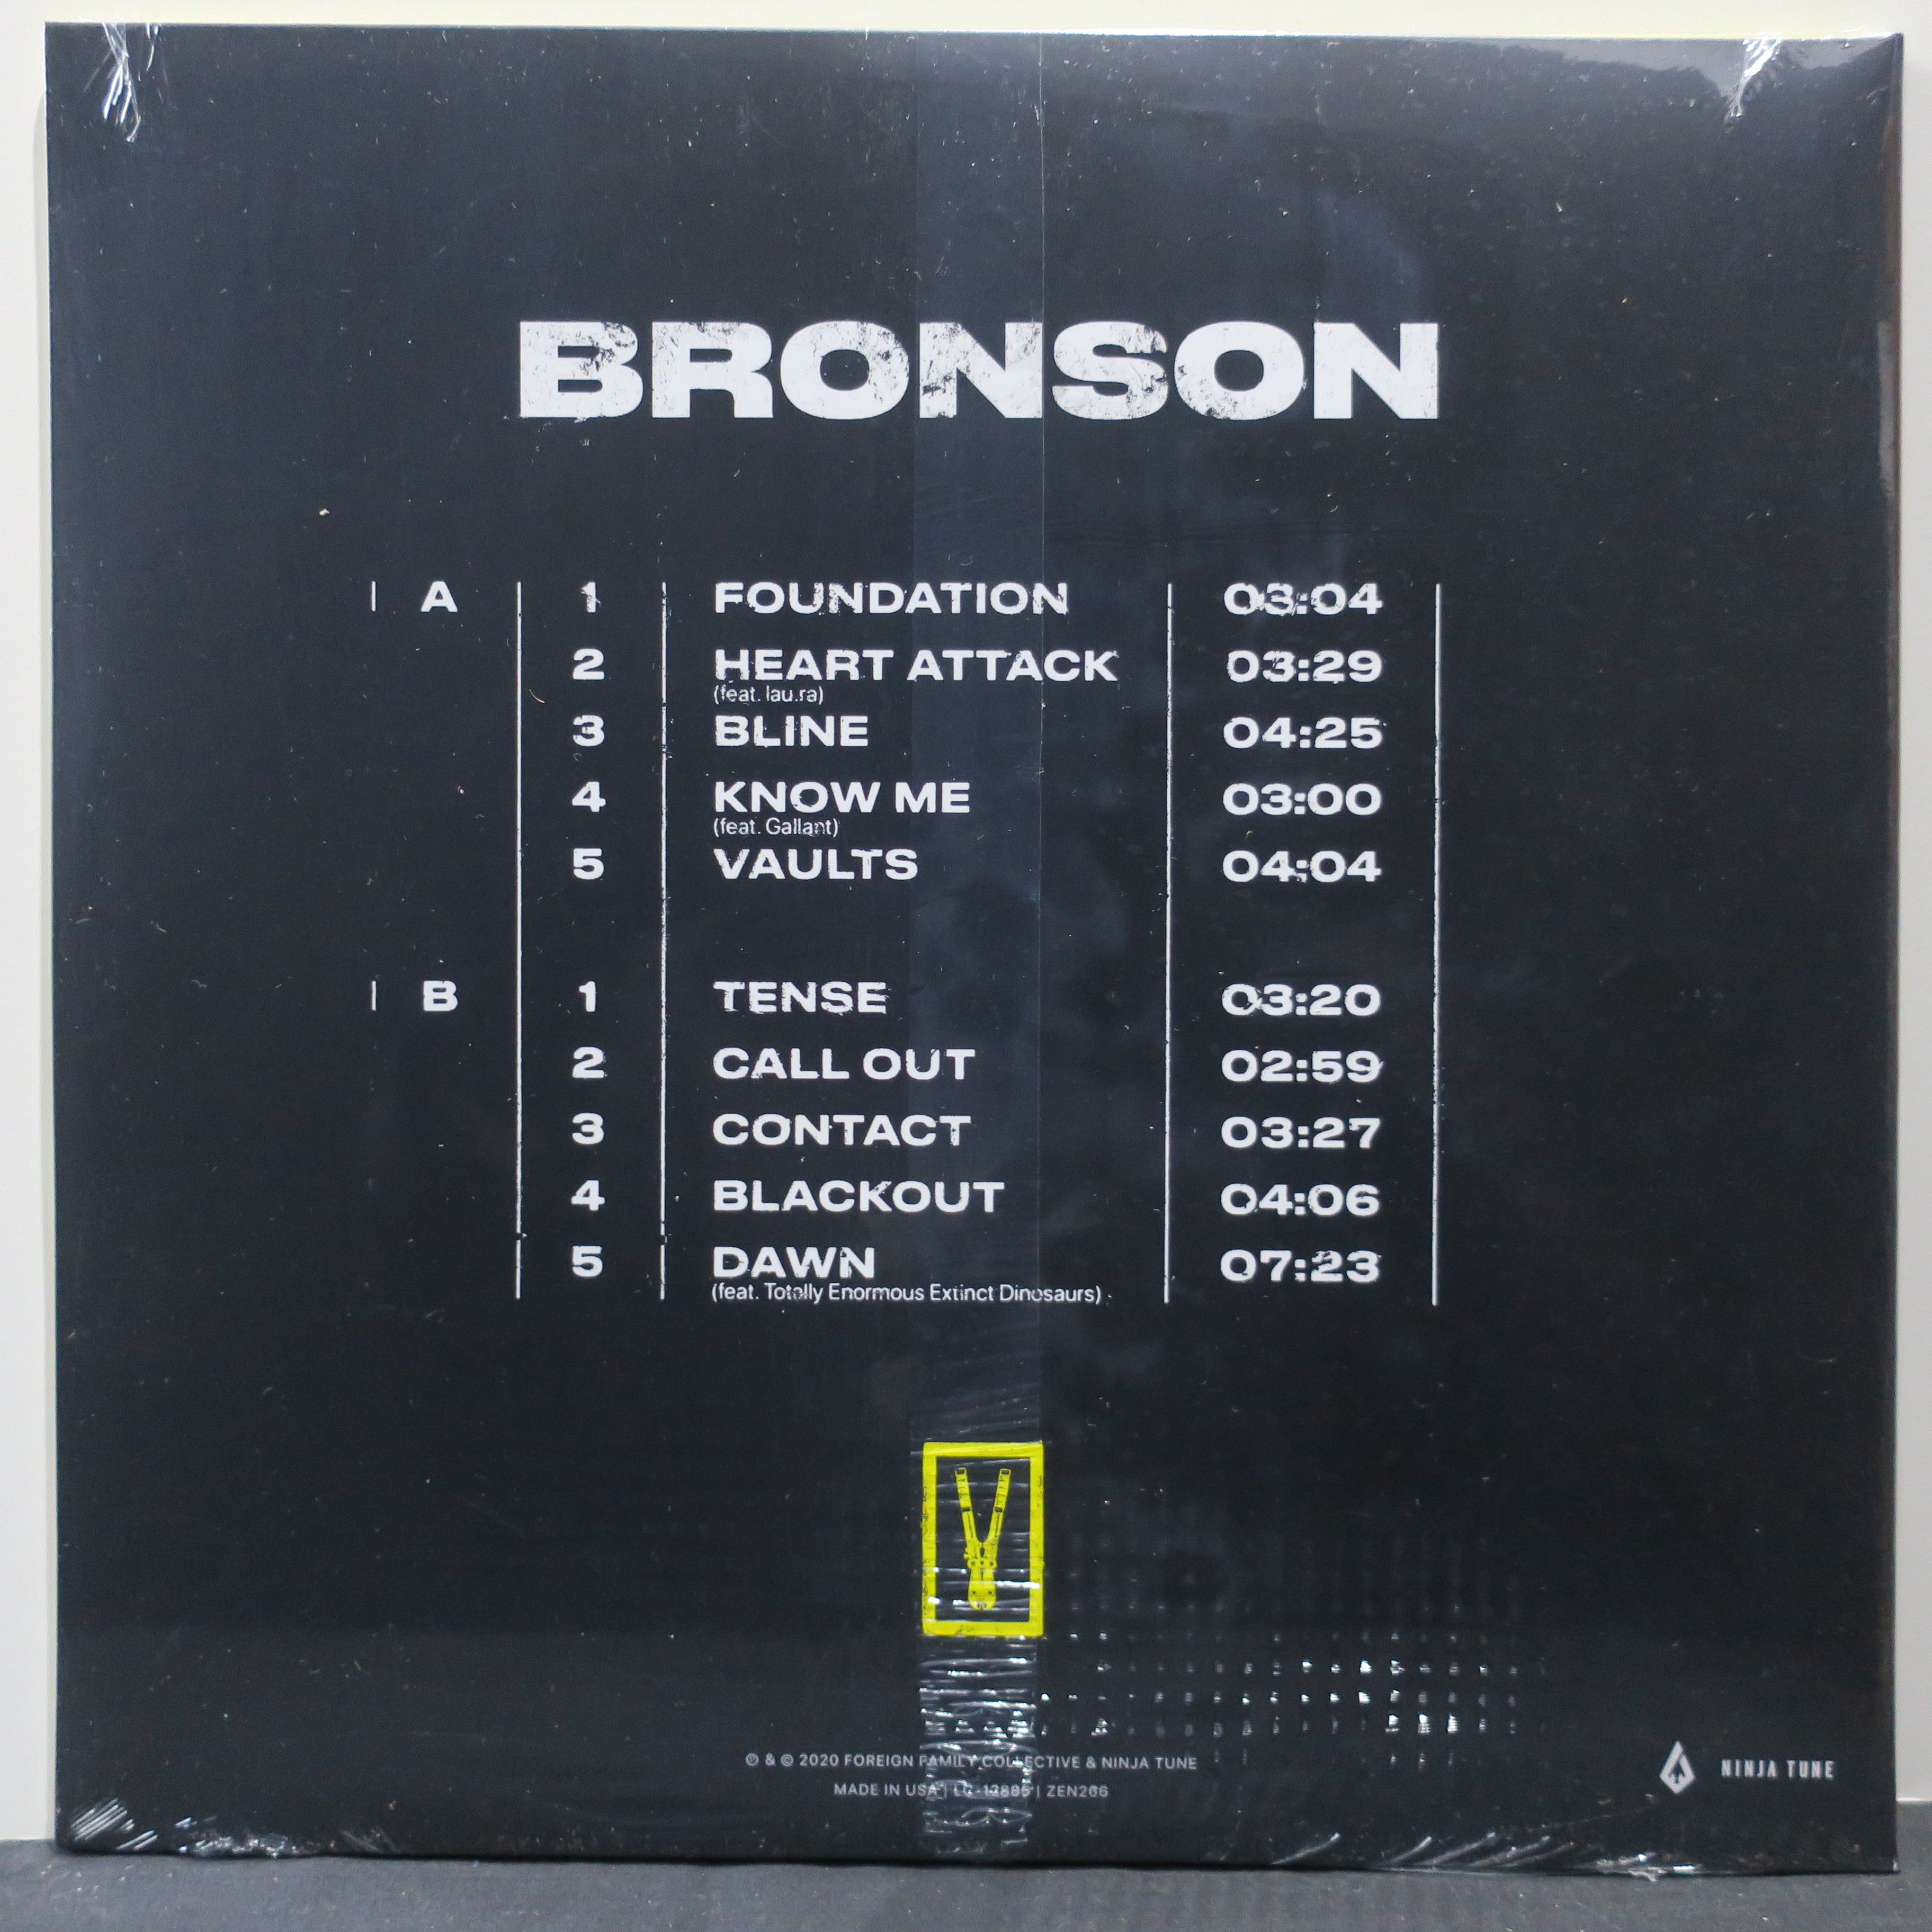 BRONSON
A 1 FOUNDATION 03:04
2 HEART ATTACK 03:29
(feat. lau.ra)
3 BLINE 04:25
4 KNOW ME 03:00
(feat. Gallant)
5 VAULTS 04:04
B 1 TENSE 03:20
2 CALL OUT 02:59
3 CONTACT 03:27
4 BLACKOUT 04:06
5 DAWN 07:23
(feat. Totally Enormous Extinct Dinosaurs)
℗ & © 2020 FOREIGN FAMILY COLLECTIVE & NINJA TUNE
MADE IN USA | LC-12885 | ZEN266
NINJA TUNE